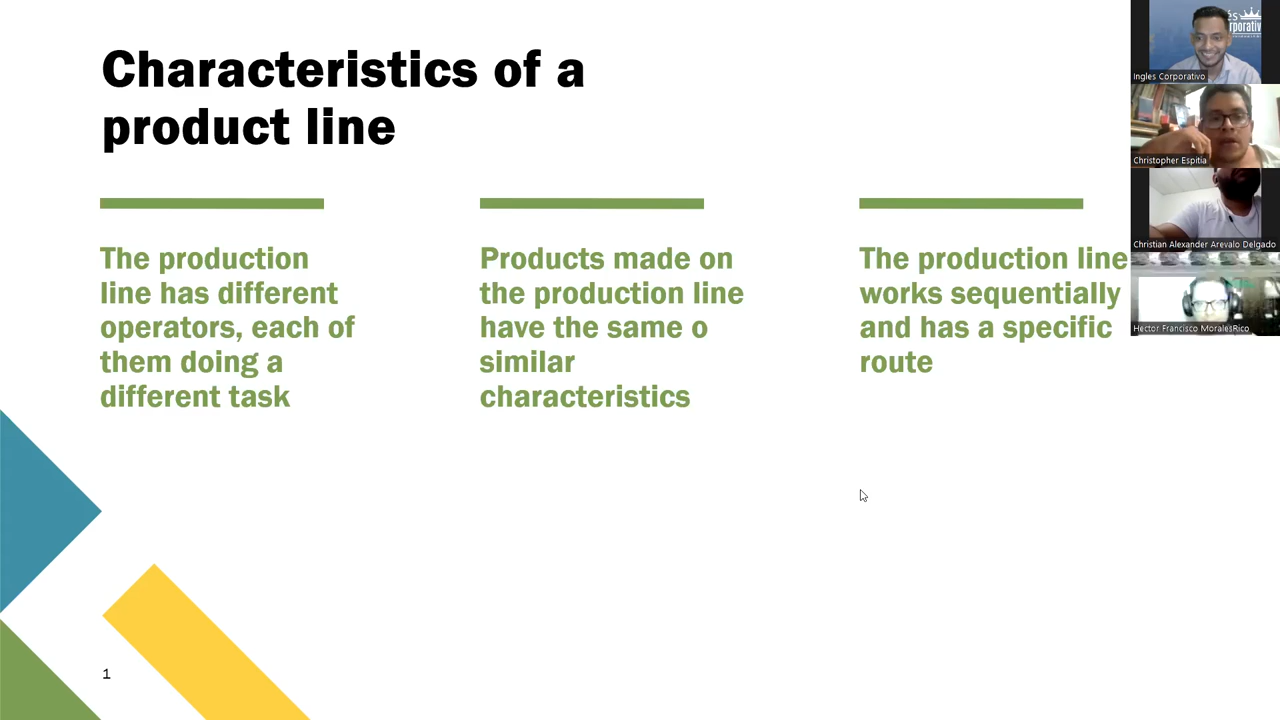 Characteristics of a
product line
The production
line has different
operators, each of
them doing a
different task
Products made on
the production line
have the same o
similar
characteristics
The production line
works sequentially
and has a specific
route
1
Ingles Corporativo
Christopher Espitia
Christian Alexander Arevalo Delgado
Hector Francisco MoralesRico